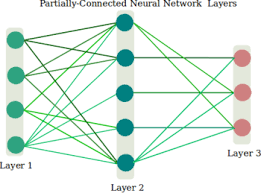 Partially-Connected Neural Network Layers
Layer 1
Layer 2
Layer 3